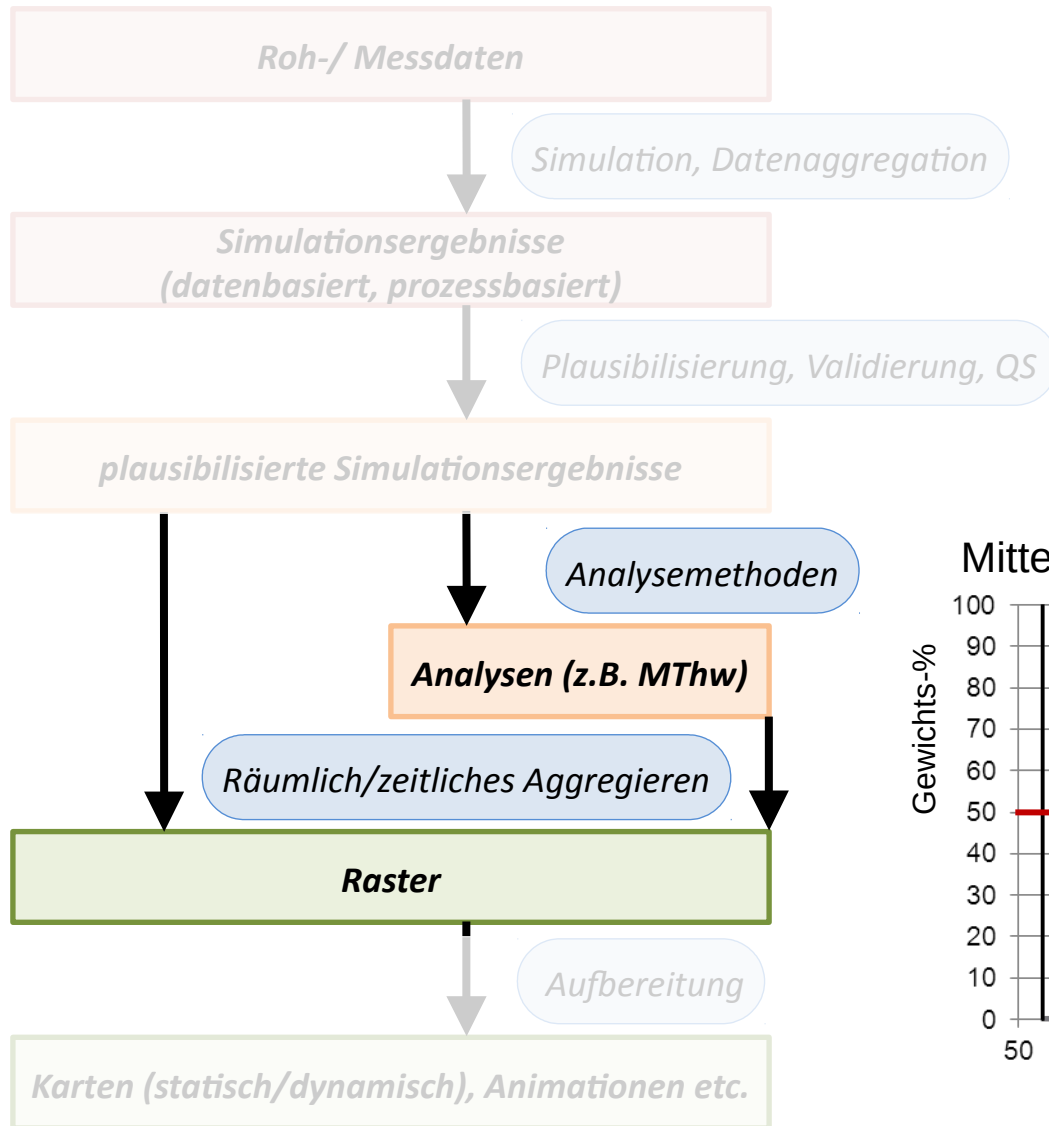 Roh-/ Messdaten
Simulation, Datenaggregation
Simulationsergebnisse
(datenbasiert, prozessbasiert)
Plausibilisierung, Validierung, QS
plausibilisierte Simulationsergebnisse
Analysemethoden
Analysen (z.B. MThw)
Räumlich/zeitliches Aggregieren
Raster
Aufbereitung
Karten (statisch/dynamisch), Animationen etc.
Mitte
Gewichts-%
100
90
80
70
60
50
40
30
20
10
0
50